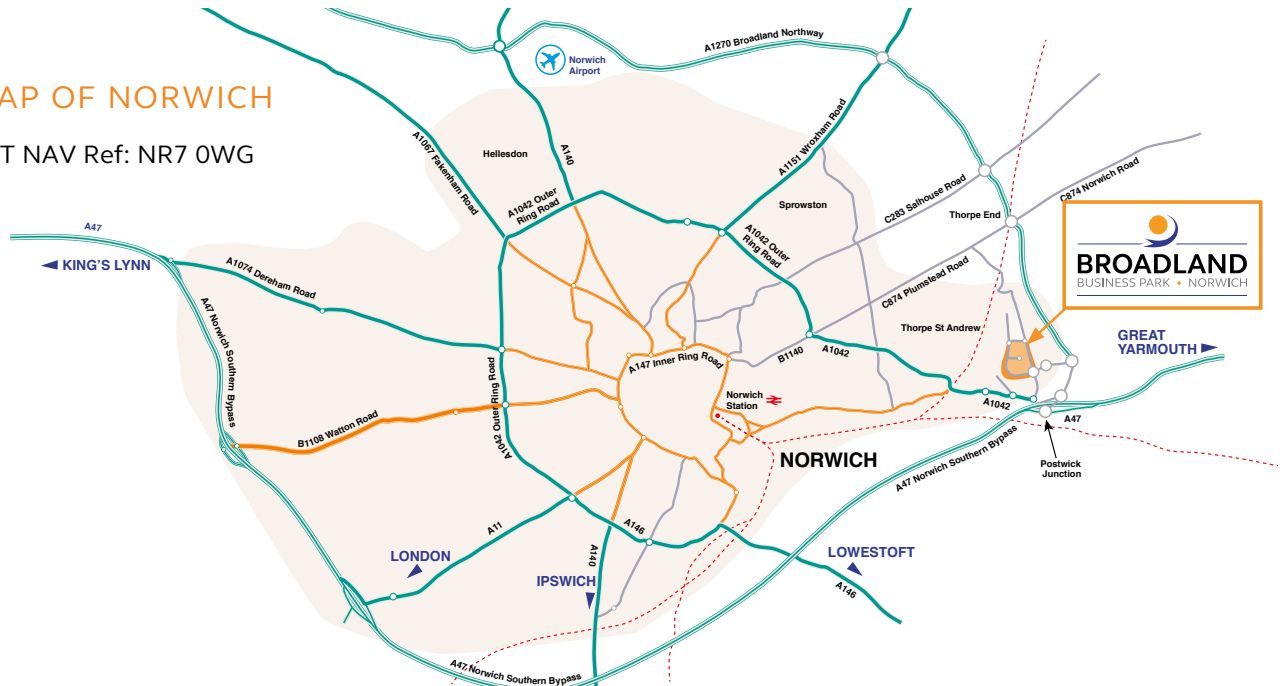 AP OF NORWICH
T NAV Ref: NR7 0WG
A1270 Broadland Northway
Norwich
Airport
A1067 Fakenham Road
Hellesdon
A140
A1151 Wroxham Road
A1042 Outer
Ring Road
Sprowston
C283 Salhouse Road
C874 Norwich Road
Thorpe End
A47
KING'S LYNN
A1074 Dereham Road
A1042 Outer
Ring Road
BROADLAND
BUSINESS PARK • NORWICH
C874 Plumstead Road
A47 Norwich Southern Bypass
Thorpe St Andrew
GREAT
YARMOUTH
B1140
A1042
A147 Inner Ring Road
A1042 Outer Ring Road
Norwich
Station
A1042
A47
B1108 Watton Road
NORWICH
A47 Norwich Southern Bypass
Postwick
Junction
A11
A146
A140
LONDON
IPSWICH
LOWESTOFT
A146
A47 Norwich Southern Bypass